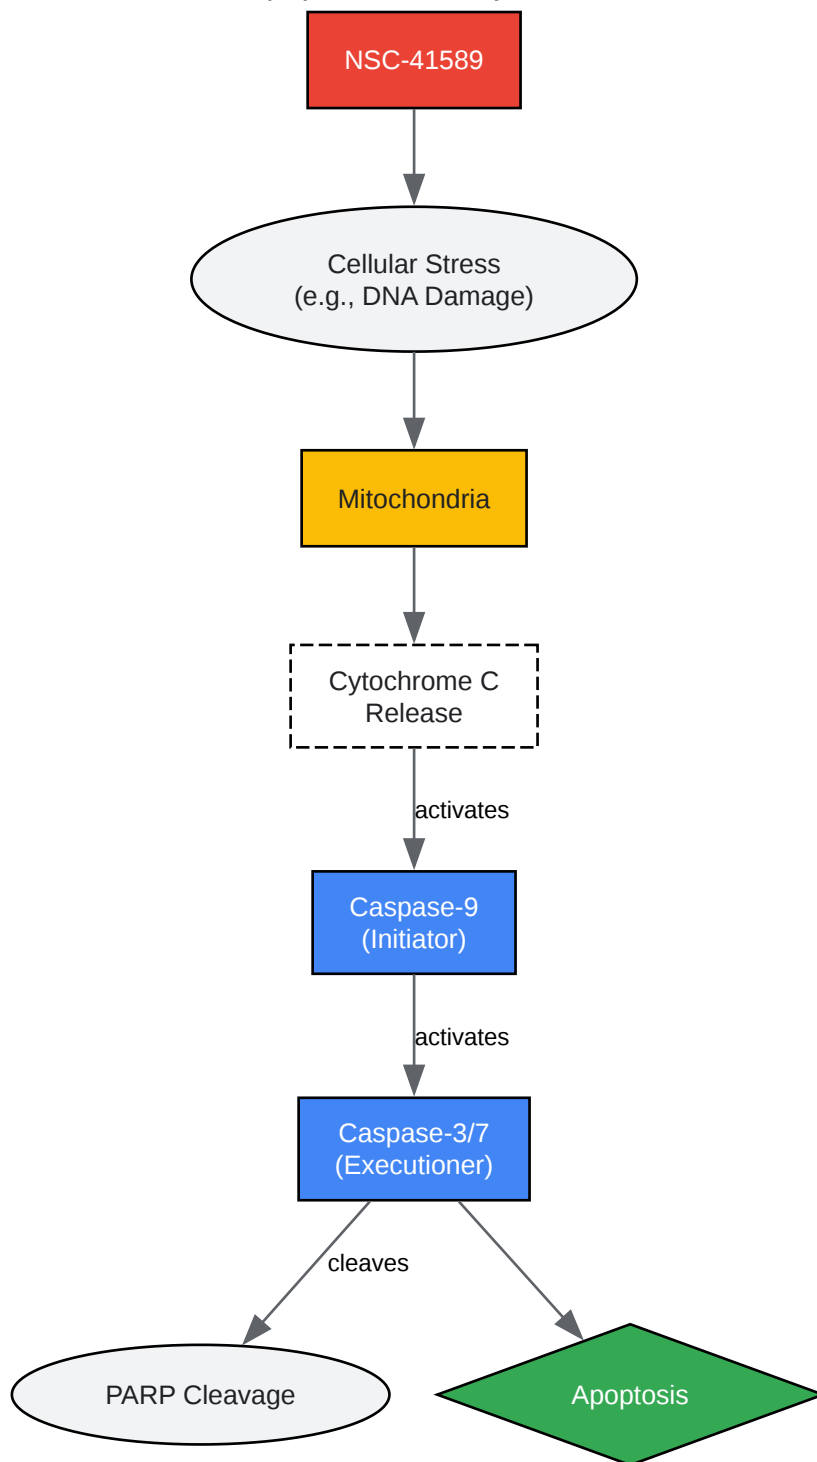 NSC-41589
Cellular Stress
(e.g., DNA Damage)
Mitochondria
Cytochrome C
Release
activates
Caspase-9
(Initiator)
activates
Caspase-3/7
(Executioner)
cleaves
PARP Cleavage
Apoptosis